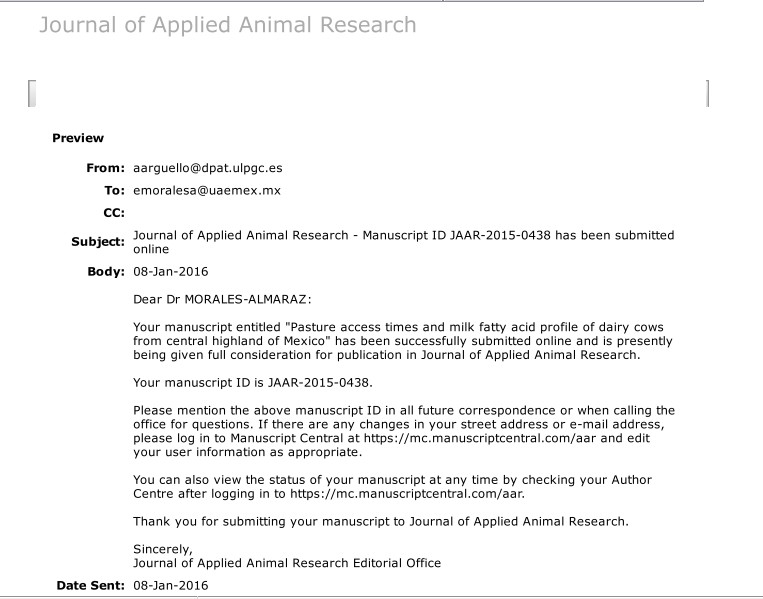 Journal of Applied Animal Research
Preview
From: aarguello@dpat.ulpgc.es
To: emoralesa@uaemex.mx
CC:
Subject: Journal of Applied Animal Research - Manuscript ID JAAR-2015-0438 has been submitted
online
Body: 08-Jan-2016
Dear Dr MORALES-ALMARAZ:
Your manuscript entitled "Pasture access times and milk fatty acid profile of dairy cows
from central highland of Mexico" has been successfully submitted online and is presently
being given full consideration for publication in Journal of Applied Animal Research.
Your manuscript ID is JAAR-2015-0438.
Please mention the above manuscript ID in all future correspondence or when calling the
office for questions. If there are any changes in your street address or e-mail address,
please log in to Manuscript Central at https://mc.manuscriptcentral.com/aar and edit
your user information as appropriate.
You can also view the status of your manuscript at any time by checking your Author
Centre after logging in to https://mc.manuscriptcentral.com/aar.
Thank you for submitting your manuscript to Journal of Applied Animal Research.
Sincerely,
Journal of Applied Animal Research Editorial Office
Date Sent: 08-Jan-2016